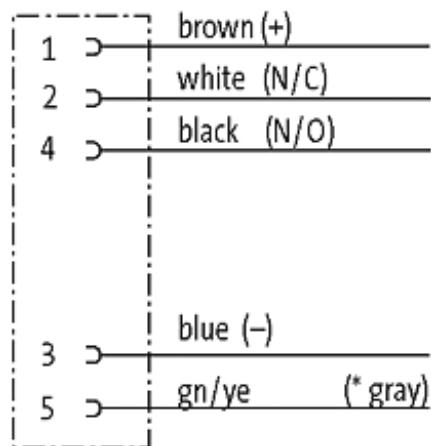 1 brown (+)
2 white (N/C)
4 black (N/O)
3 blue (–)
5 gn/ye (* gray)